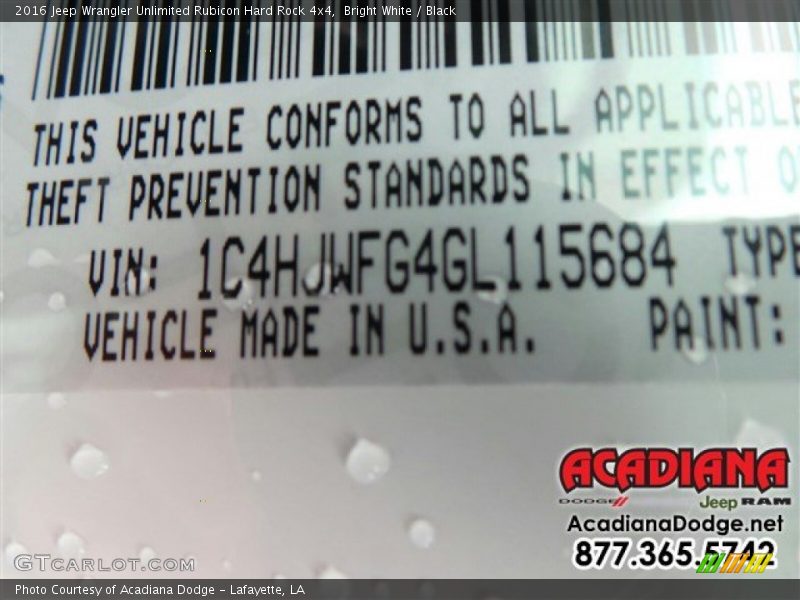 2016 Jeep Wrangler Unlimited Rubicon Hard Rock 4x4, Bright White / Black
THIS VEHICLE CONFORMS TO ALL APPLICABLE
THEFT PREVENTION STANDARDS IN EFFECT
VIN: 1C4HJWFG4GL115684 TYPE
VEHICLE MADE IN U.S.A. PAINT:
ACADIANA
DODGE Jeep RAM
AcadianaDodge.net
877.365.5742
GTCARLOT.COM
Photo Courtesy of Acadiana Dodge - Lafayette, LA